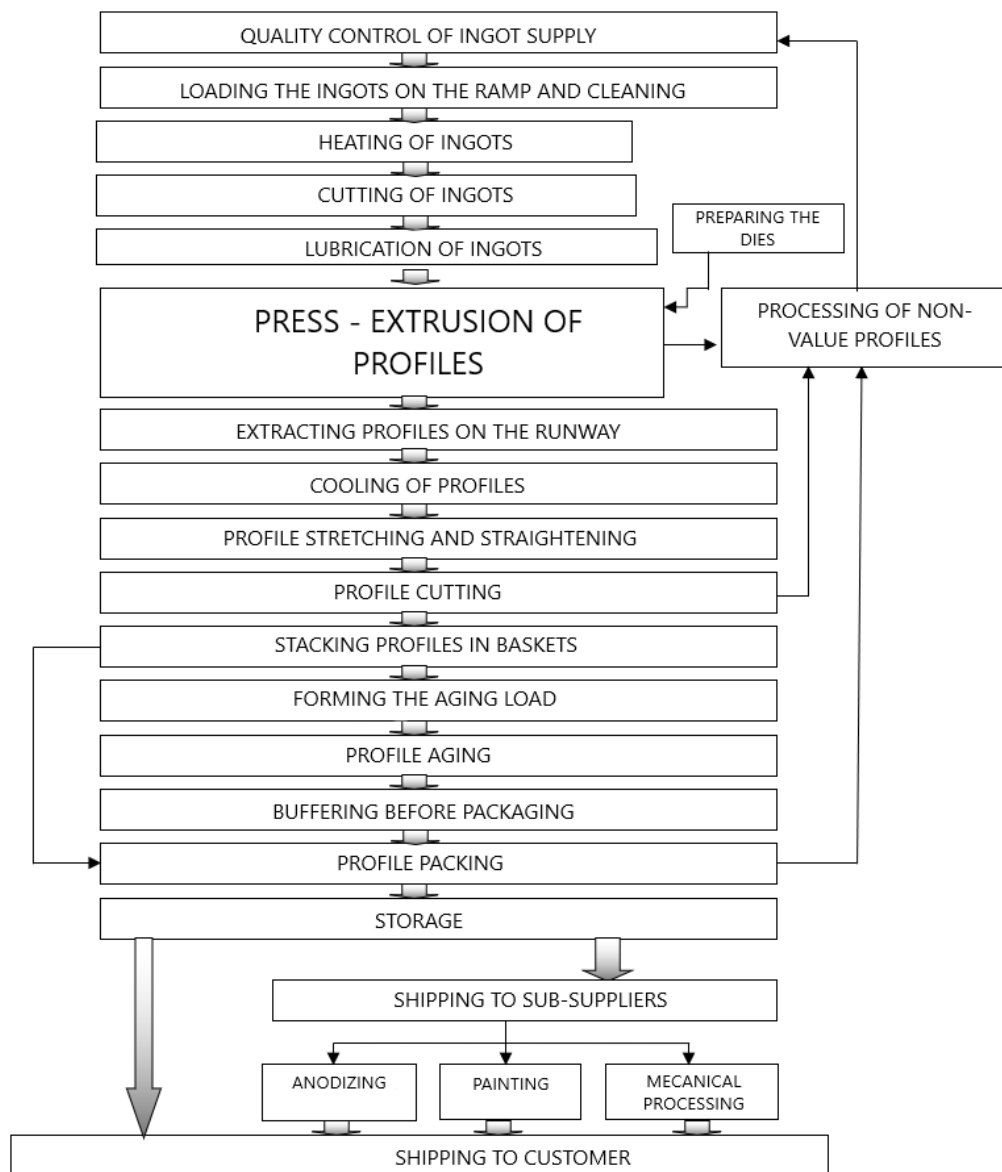 QUALITY CONTROL OF INGOT SUPPLY
LOADING THE INGOTS ON THE RAMP AND CLEANING
HEATING OF INGOTS
CUTTING OF INGOTS
PREPARING THE
DIES
LUBRICATION OF INGOTS
PRESS - EXTRUSION OF
PROFILES
PROCESSING OF NON-
VALUE PROFILES
EXTRACTING PROFILES ON THE RUNWAY
COOLING OF PROFILES
PROFILE STRETCHING AND STRAIGHTENING
PROFILE CUTTING
STACKING PROFILES IN BASKETS
FORMING THE AGING LOAD
PROFILE AGING
BUFFERING BEFORE PACKAGING
PROFILE PACKING
STORAGE
SHIPPING TO SUB-SUPPLIERS
ANODIZING
PAINTING
MECANICAL
PROCESSING
SHIPPING TO CUSTOMER